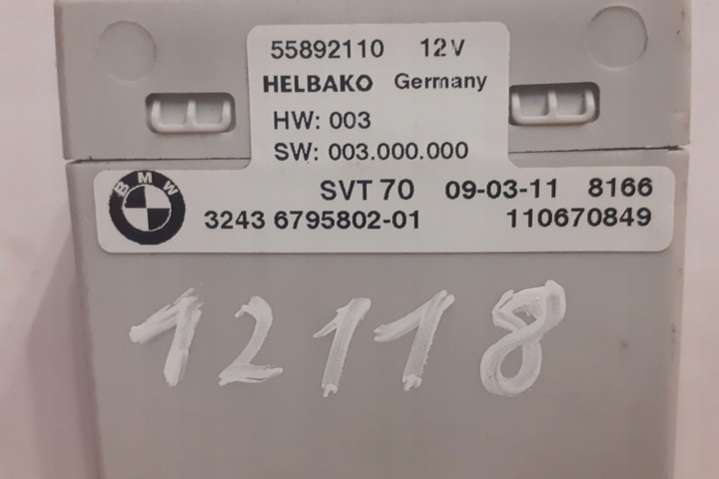 55892110 12V
HELBAKO Germany
HW: 003
SW: 003.000.000
BMW
SVT 70 09-03-11 8166
3243 6795802-01 110670849
12118